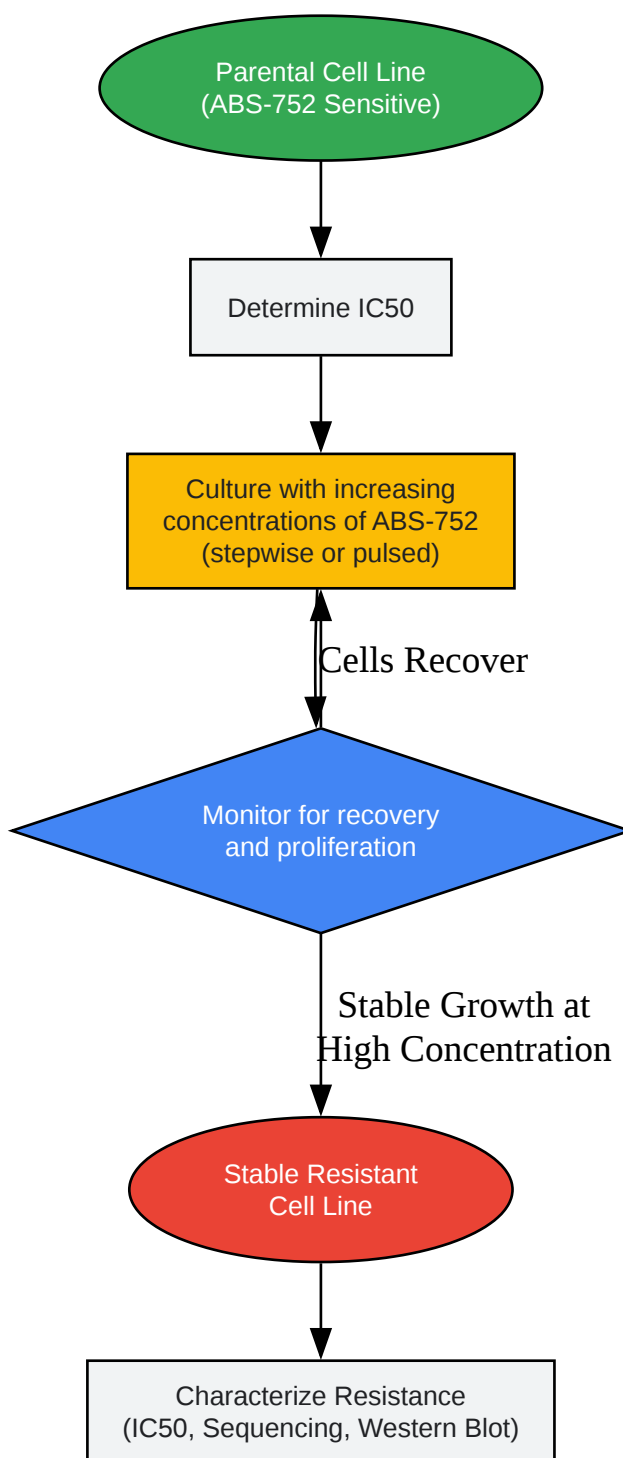 Parental Cell Line
(ABS-752 Sensitive)
Determine IC50
Culture with increasing
concentrations of ABS-752
(stepwise or pulsed)
Cells Recover
Monitor for recovery
and proliferation
Stable Growth at
High Concentration
Stable Resistant
Cell Line
Characterize Resistance
(IC50, Sequencing, Western Blot)